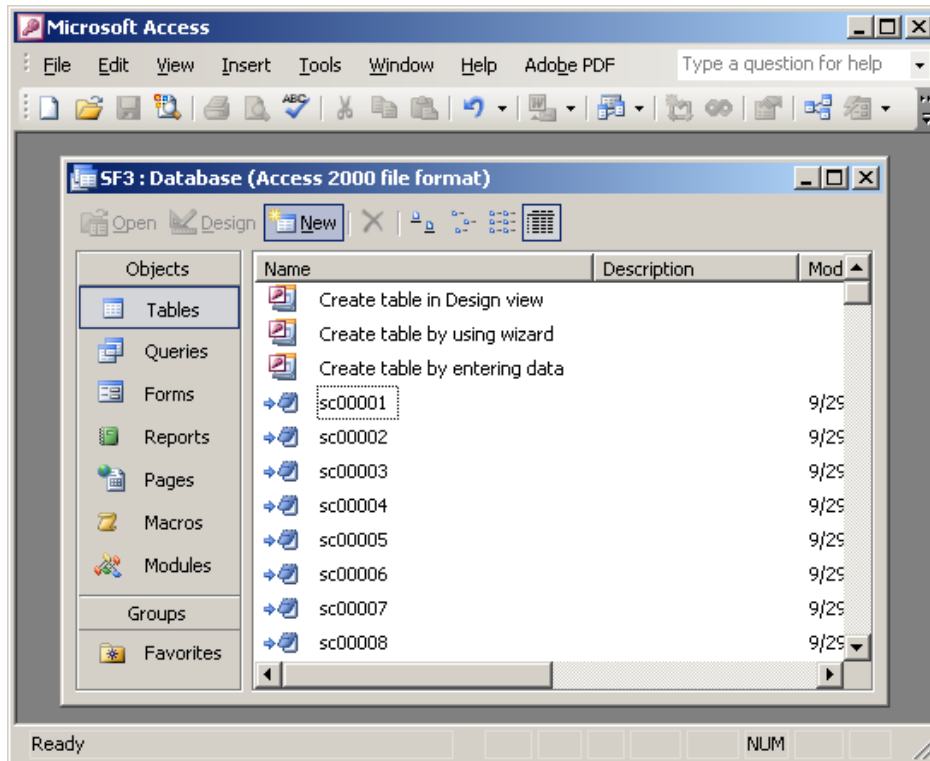 Microsoft Access
File Edit View Insert Tools Window Help Adobe PDF Type a question for help
ABC
W
SF3 : Database (Access 2000 file format)
Open Design New
Objects
Tables
Queries
Forms
Reports
Pages
Macros
Modules
Groups
Favorites
Name Description Mod
Create table in Design view
Create table by using wizard
Create table by entering data
sc00001 9/29
sc00002 9/29
sc00003 9/29
sc00004 9/29
sc00005 9/29
sc00006 9/29
sc00007 9/29
sc00008 9/29
Ready NUM